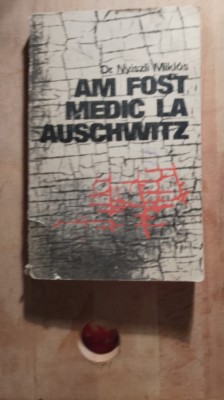 Dr. Nyiszli Miklós
AM FOST
MEDIC LA
AUSCHWITZ